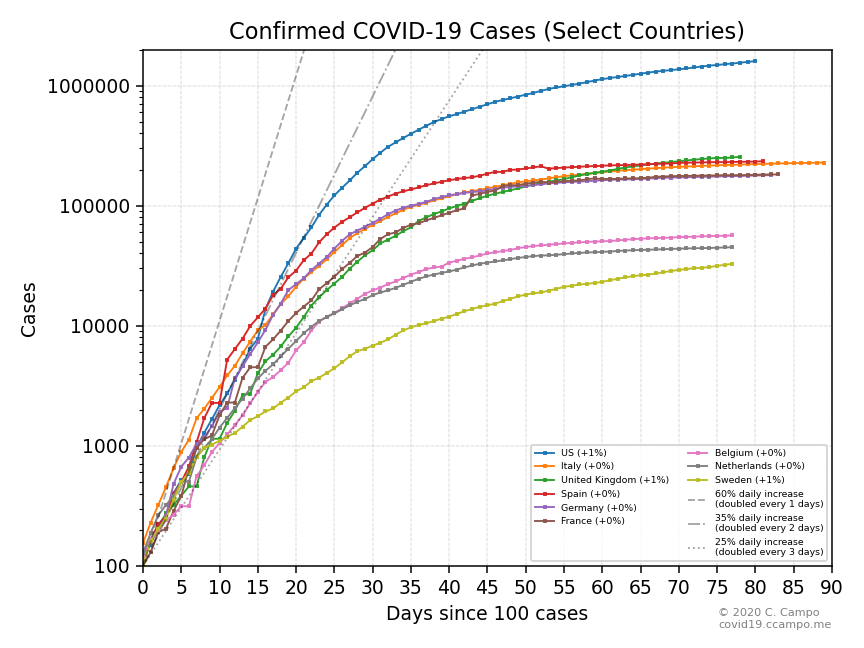 Confirmed COVID-19 Cases (Select Countries)
1000000
100000
10000
1000
100
Cases
0 5 10 15 20 25 30 35 40 45 50 55 60 65 70 75 80 85 90
Days since 100 cases
US (+1%)
Italy (+0%)
United Kingdom (+1%)
Spain (+0%)
Germany (+0%)
France (+0%)
Belgium (+0%)
Netherlands (+0%)
Sweden (+1%)
60% daily increase
(doubled every 1 days)
35% daily increase
(doubled every 2 days)
25% daily increase
(doubled every 3 days)
© 2020 C. Campo
covid19.ccampo.me